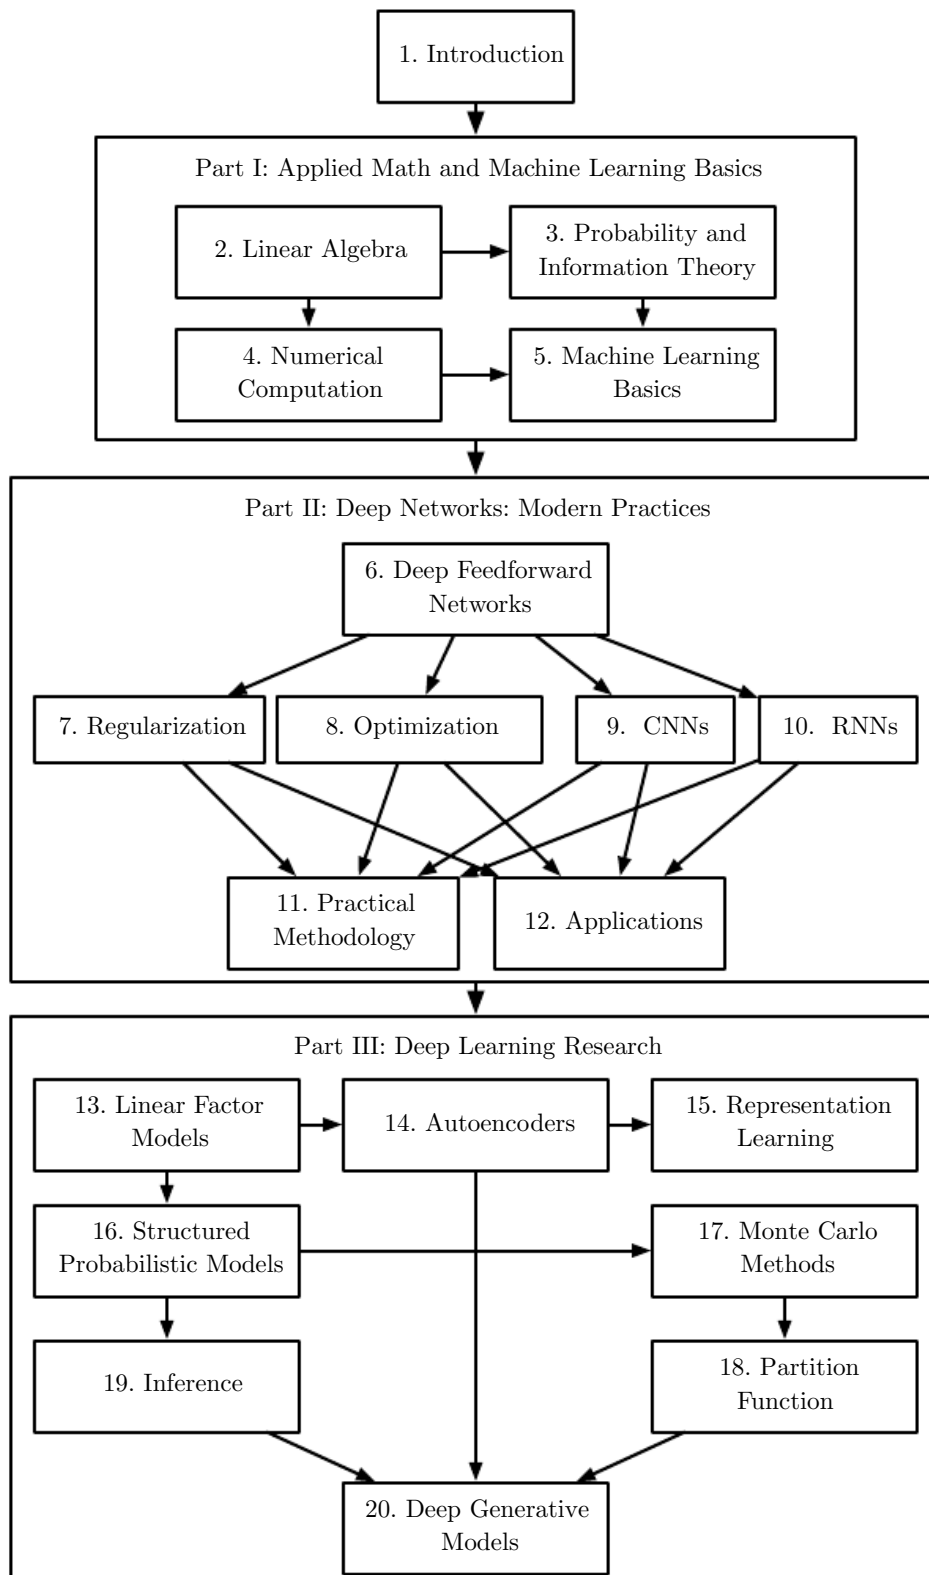 1. Introduction
Part I: Applied Math and Machine Learning Basics
2. Linear Algebra
3. Probability and
Information Theory
4. Numerical
Computation
5. Machine Learning
Basics
Part II: Deep Networks: Modern Practices
6. Deep Feedforward
Networks
7. Regularization
8. Optimization
9. CNNs
10. RNNs
11. Practical
Methodology
12. Applications
Part III: Deep Learning Research
13. Linear Factor
Models
14. Autoencoders
15. Representation
Learning
16. Structured
Probabilistic Models
17. Monte Carlo
Methods
19. Inference
18. Partition
Function
20. Deep Generative
Models